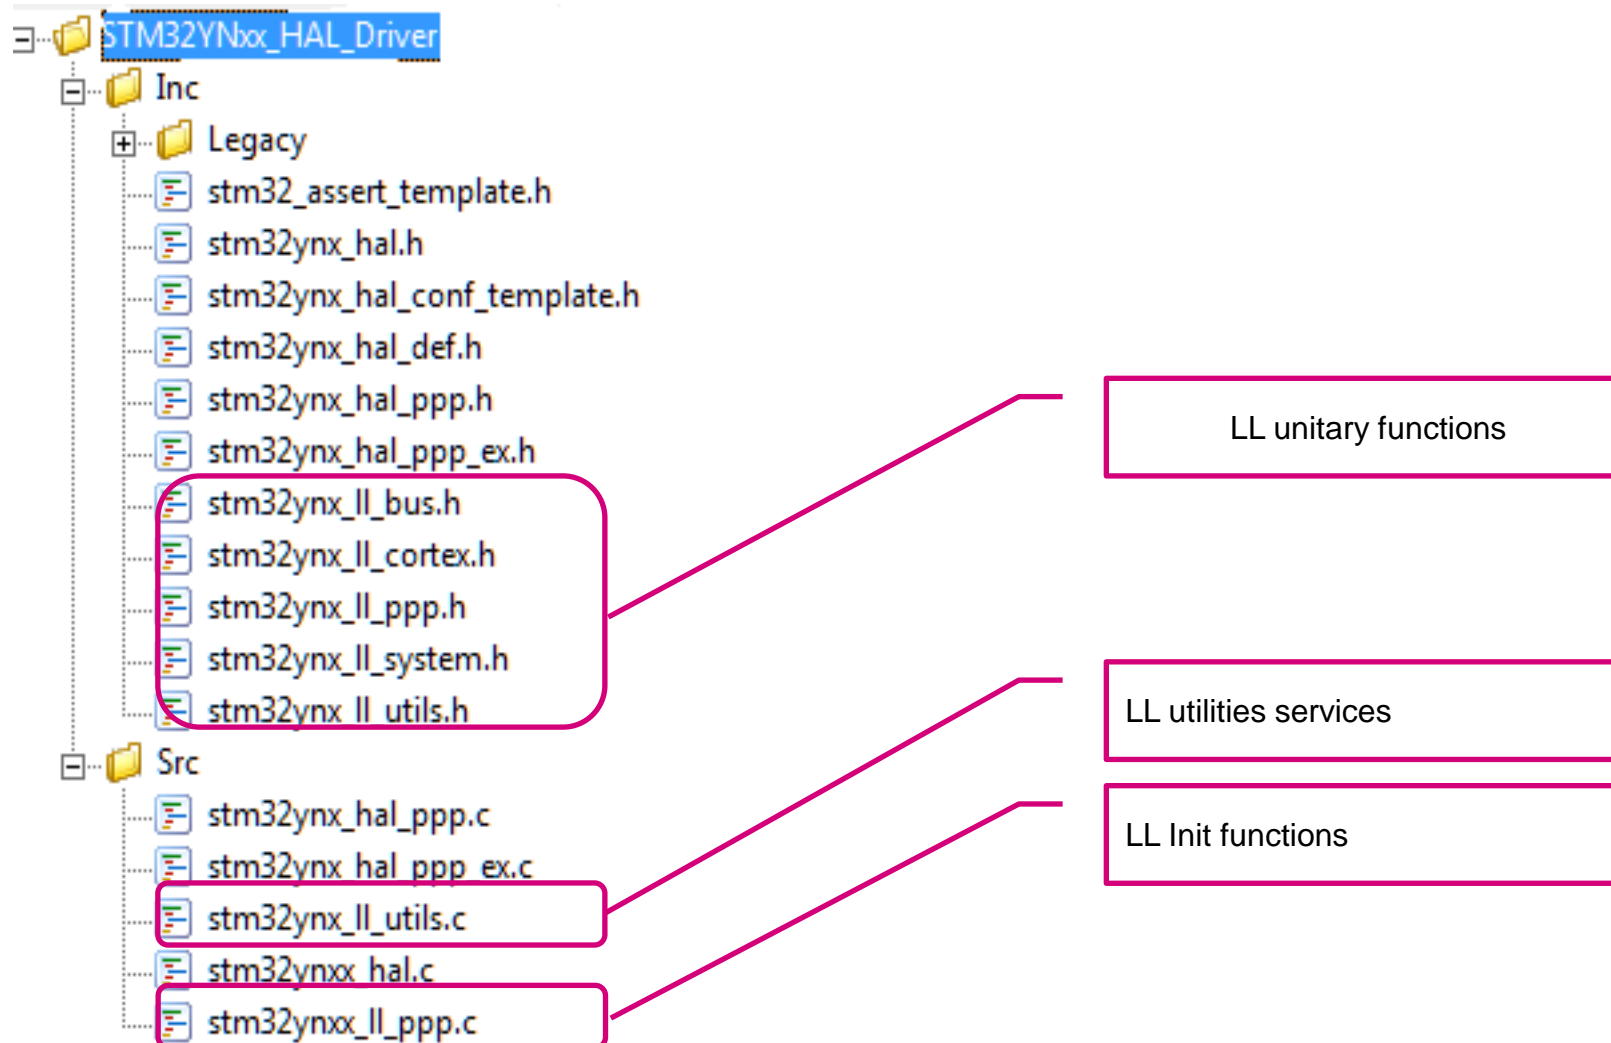 STM32YNxx_HAL_Driver
Inc
Legacy
stm32_assert_template.h
stm32ynx_hal.h
stm32ynx_hal_conf_template.h
stm32ynx_hal_def.h
stm32ynx_hal_ppp.h
stm32ynx_hal_ppp_ex.h
stm32ynx_ll_bus.h
stm32ynx_ll_cortex.h
stm32ynx_ll_ppp.h
stm32ynx_ll_system.h
stm32ynx_ll_utils.h
Src
stm32ynx_hal_ppp.c
stm32ynx_hal_ppp_ex.c
stm32ynx_ll_utils.c
stm32ynxx_hal.c
stm32ynxx_ll_ppp.c
LL unitary functions
LL utilities services
LL Init functions